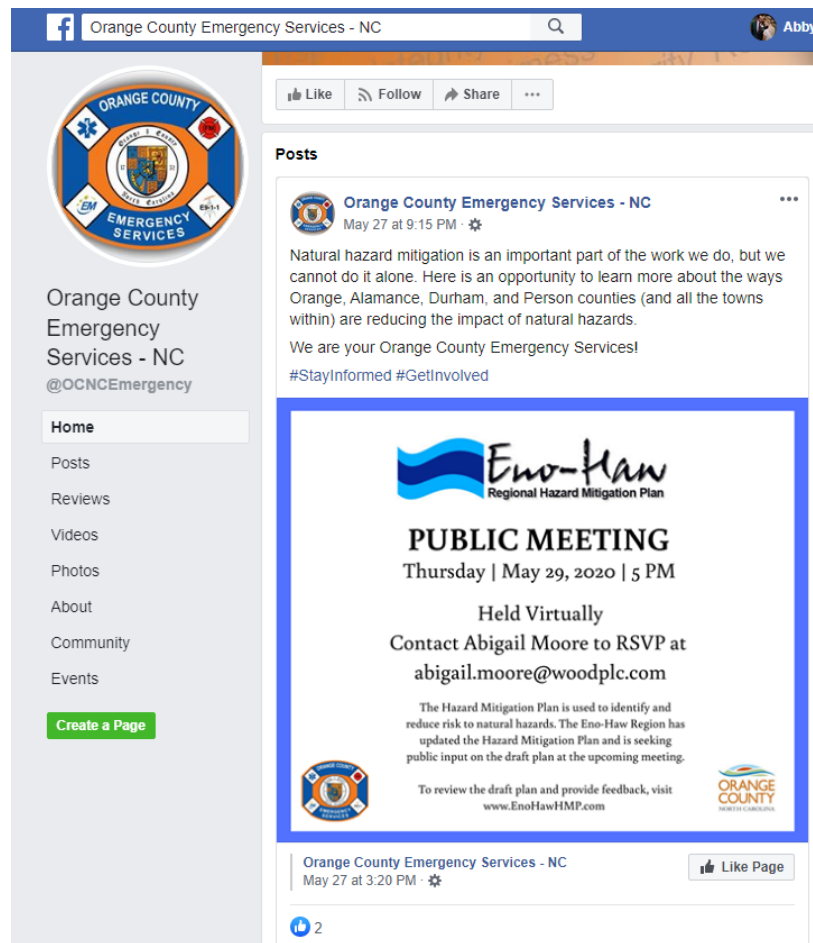 Orange County Emergency Services - NC
Abby
Like
Follow
Share
ORANGE COUNTY
EMERGENCY
SERVICES
EM
E9-1-1
Orange County
Emergency
Services - NC
@OCNCEmergency
Home
Posts
Reviews
Videos
Photos
About
Community
Events
Create a Page
Posts
Orange County Emergency Services - NC
May 27 at 9:15 PM ·
Natural hazard mitigation is an important part of the work we do, but we
cannot do it alone. Here is an opportunity to learn more about the ways
Orange, Alamance, Durham, and Person counties (and all the towns
within) are reducing the impact of natural hazards.
We are your Orange County Emergency Services!
#StayInformed #GetInvolved
Eno-Haw
Regional Hazard Mitigation Plan
PUBLIC MEETING
Thursday | May 29, 2020 | 5 PM
Held Virtually
Contact Abigail Moore to RSVP at
abigail.moore@woodplc.com
The Hazard Mitigation Plan is used to identify and
reduce risk to natural hazards. The Eno-Haw Region has
updated the Hazard Mitigation Plan and is seeking
public input on the draft plan at the upcoming meeting.
To review the draft plan and provide feedback, visit
www.EnoHawHMP.com
ORANGE COUNTY
EMERGENCY
SERVICES
ORANGE
COUNTY
NORTH CAROLINA
Orange County Emergency Services - NC
May 27 at 3:20 PM ·
Like Page
2